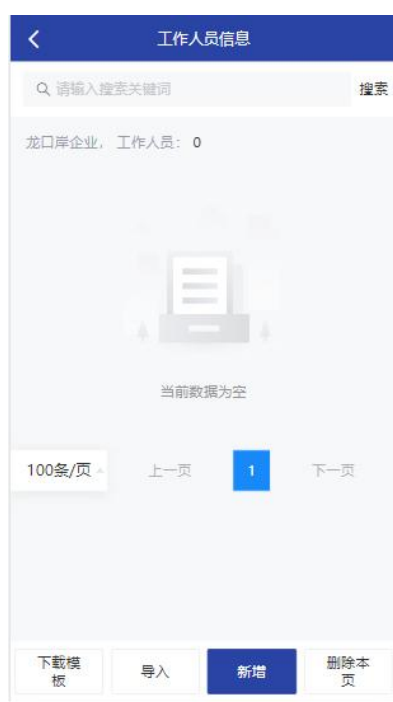 工作人员信息
请输入搜索关键词 搜索
龙口岸企业, 工作人员: 0
当前数据为空
100条/页 上一页 1 下一页
下载模板 导入 新增 删除本页